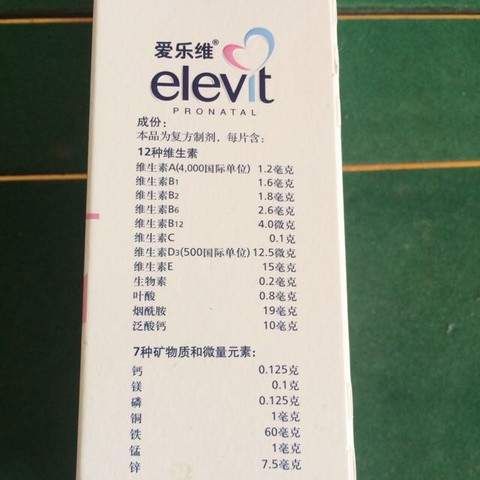 爱乐维®
elevit
PRONATAL
成份：
本品为复方制剂，每片含：
12种维生素
维生素A(4,000国际单位) 1.2毫克
维生素B1 1.6毫克
维生素B2 1.8毫克
维生素B6 2.6毫克
维生素B12 4.0微克
维生素C 0.1克
维生素D3(500国际单位) 12.5微克
维生素E 15毫克
生物素 0.2毫克
叶酸 0.8毫克
烟酰胺 19毫克
泛酸钙 10毫克
7种矿物质和微量元素：
钙 0.125克
镁 0.1克
磷 0.125克
铜 1毫克
铁 60毫克
锰 1毫克
锌 7.5毫克